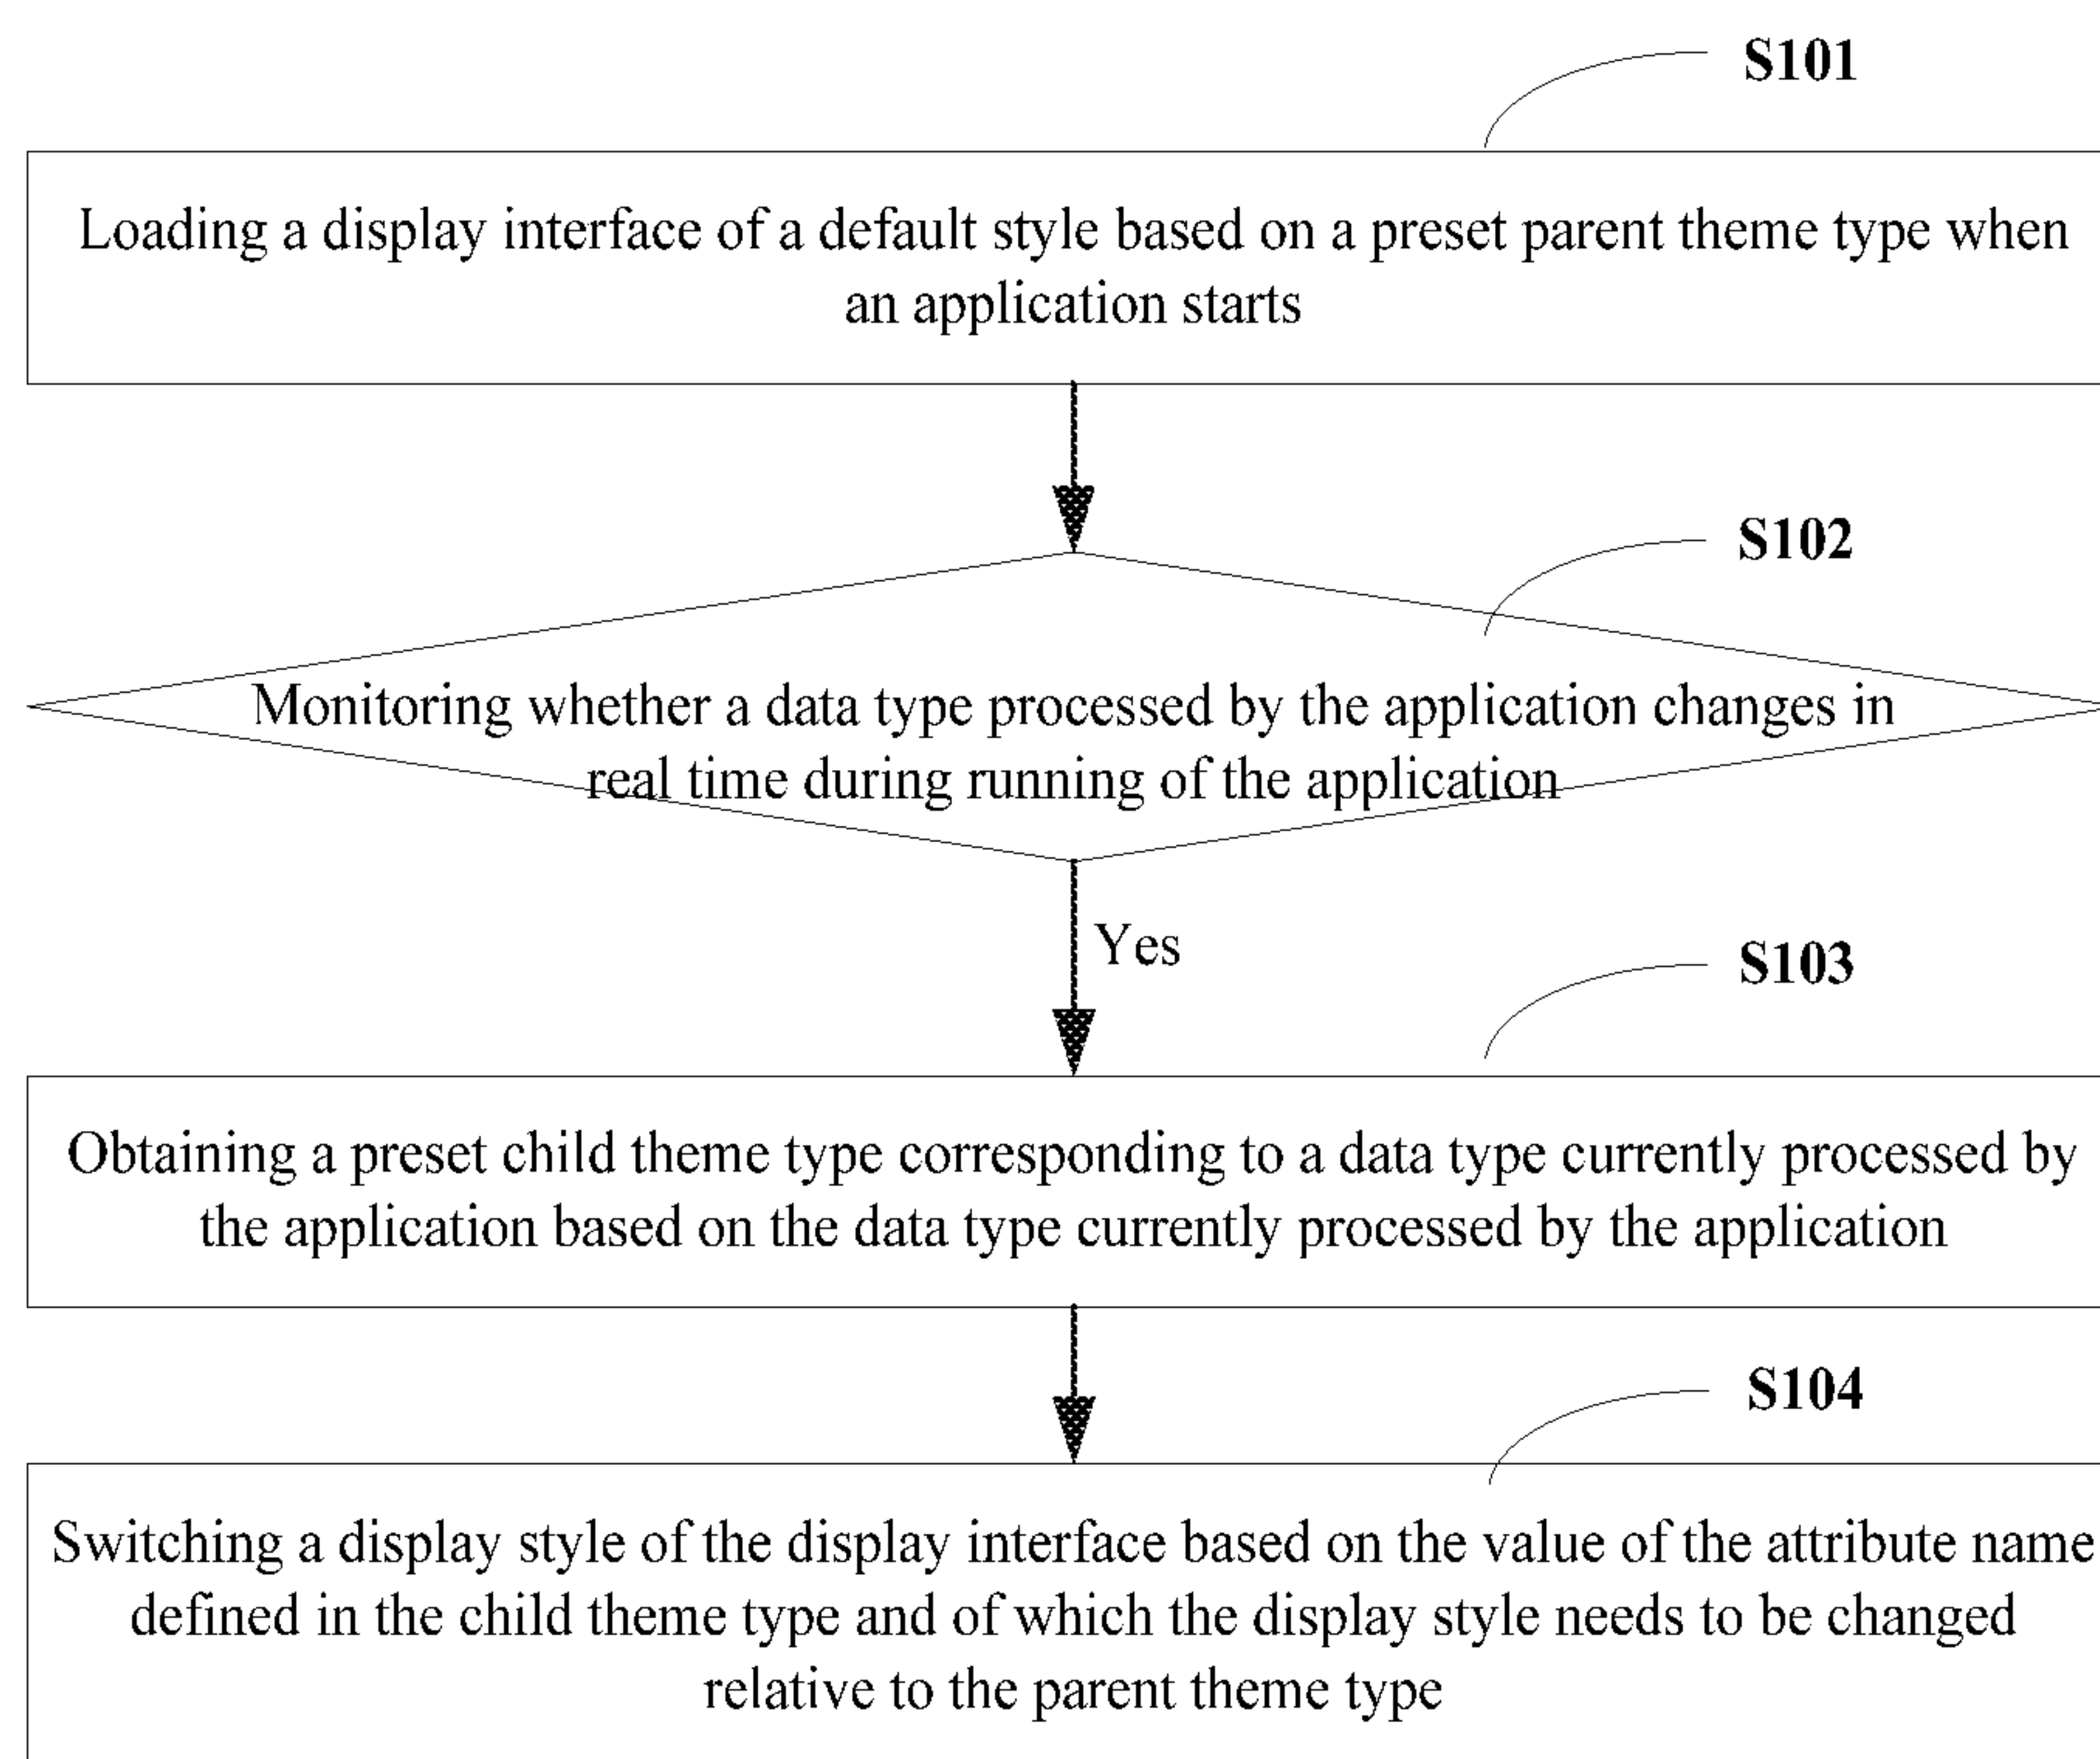 S101
Loading a display interface of a default style based on a preset parent theme type when
an application starts
S102
Monitoring whether a data type processed by the application changes in
real time during running of the application
Yes
S103
Obtaining a preset child theme type corresponding to a data type currently processed by
the application based on the data type currently processed by the application
S104
Switching a display style of the display interface based on the value of the attribute name
defined in the child theme type and of which the display style needs to be changed
relative to the parent theme type